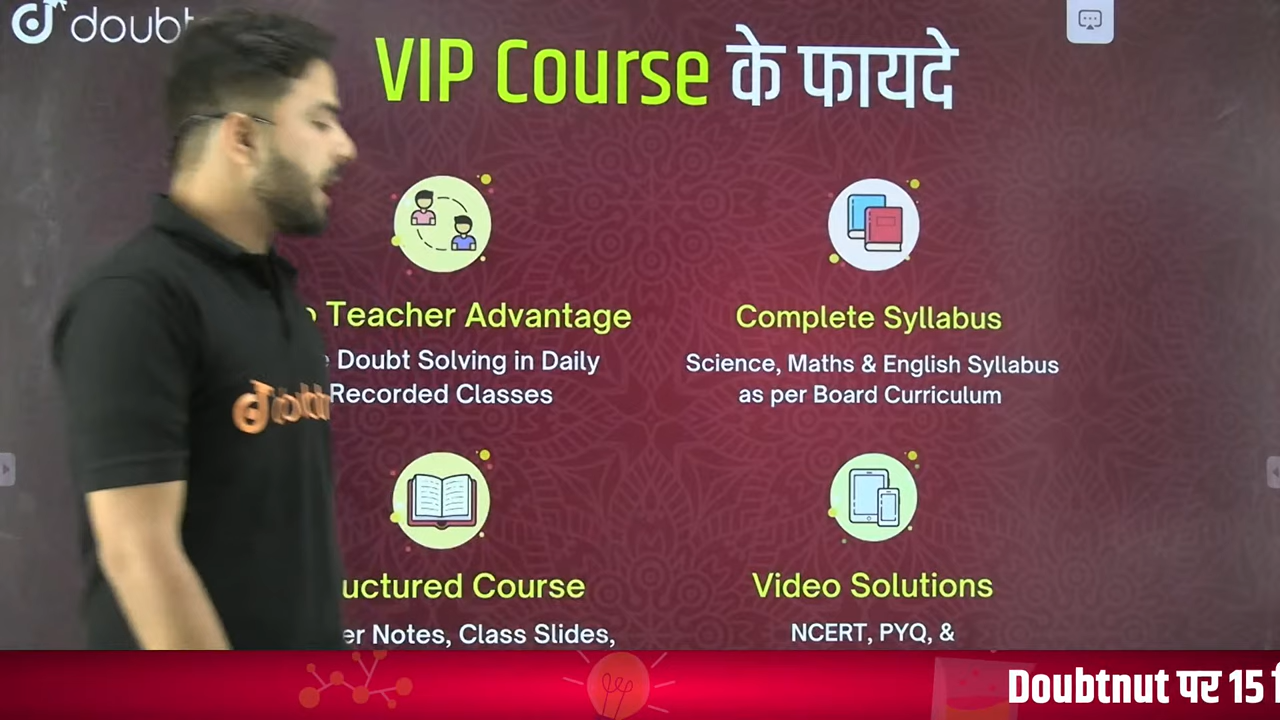 doubt
VIP Course के फायदे
Teacher Advantage
Doubt Solving in Daily
Recorded Classes
Complete Syllabus
Science, Maths & English Syllabus
as per Board Curriculum
Course
Notes, Class Slides,
Video Solutions
NCERT, PYQ, &
Doubtnut पर 15